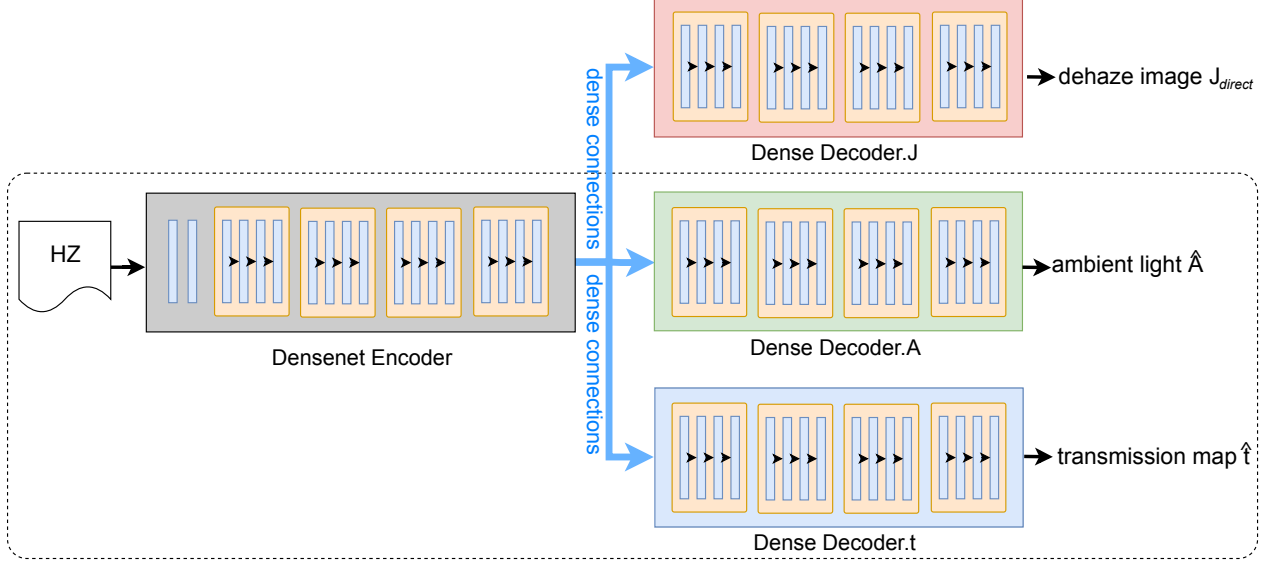 dehaze image J_direct
Dense Decoder.J
dense connections
HZ
Densenet Encoder
ambient light Â
Dense Decoder.A
dense connections
transmission map t̂
Dense Decoder.t